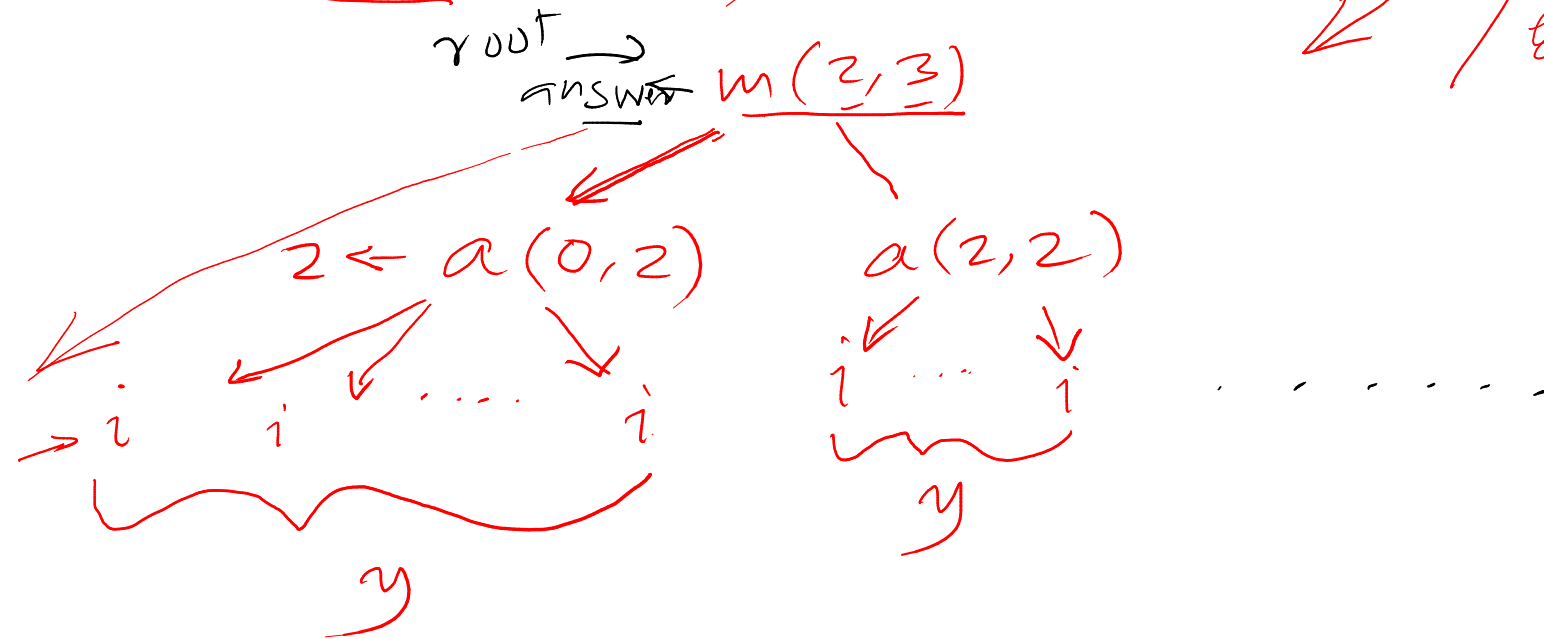 root
answer m(2,3)
2 ← a(0,2) a(2,2)
i i ..... i i .... i . . . . . .
y y